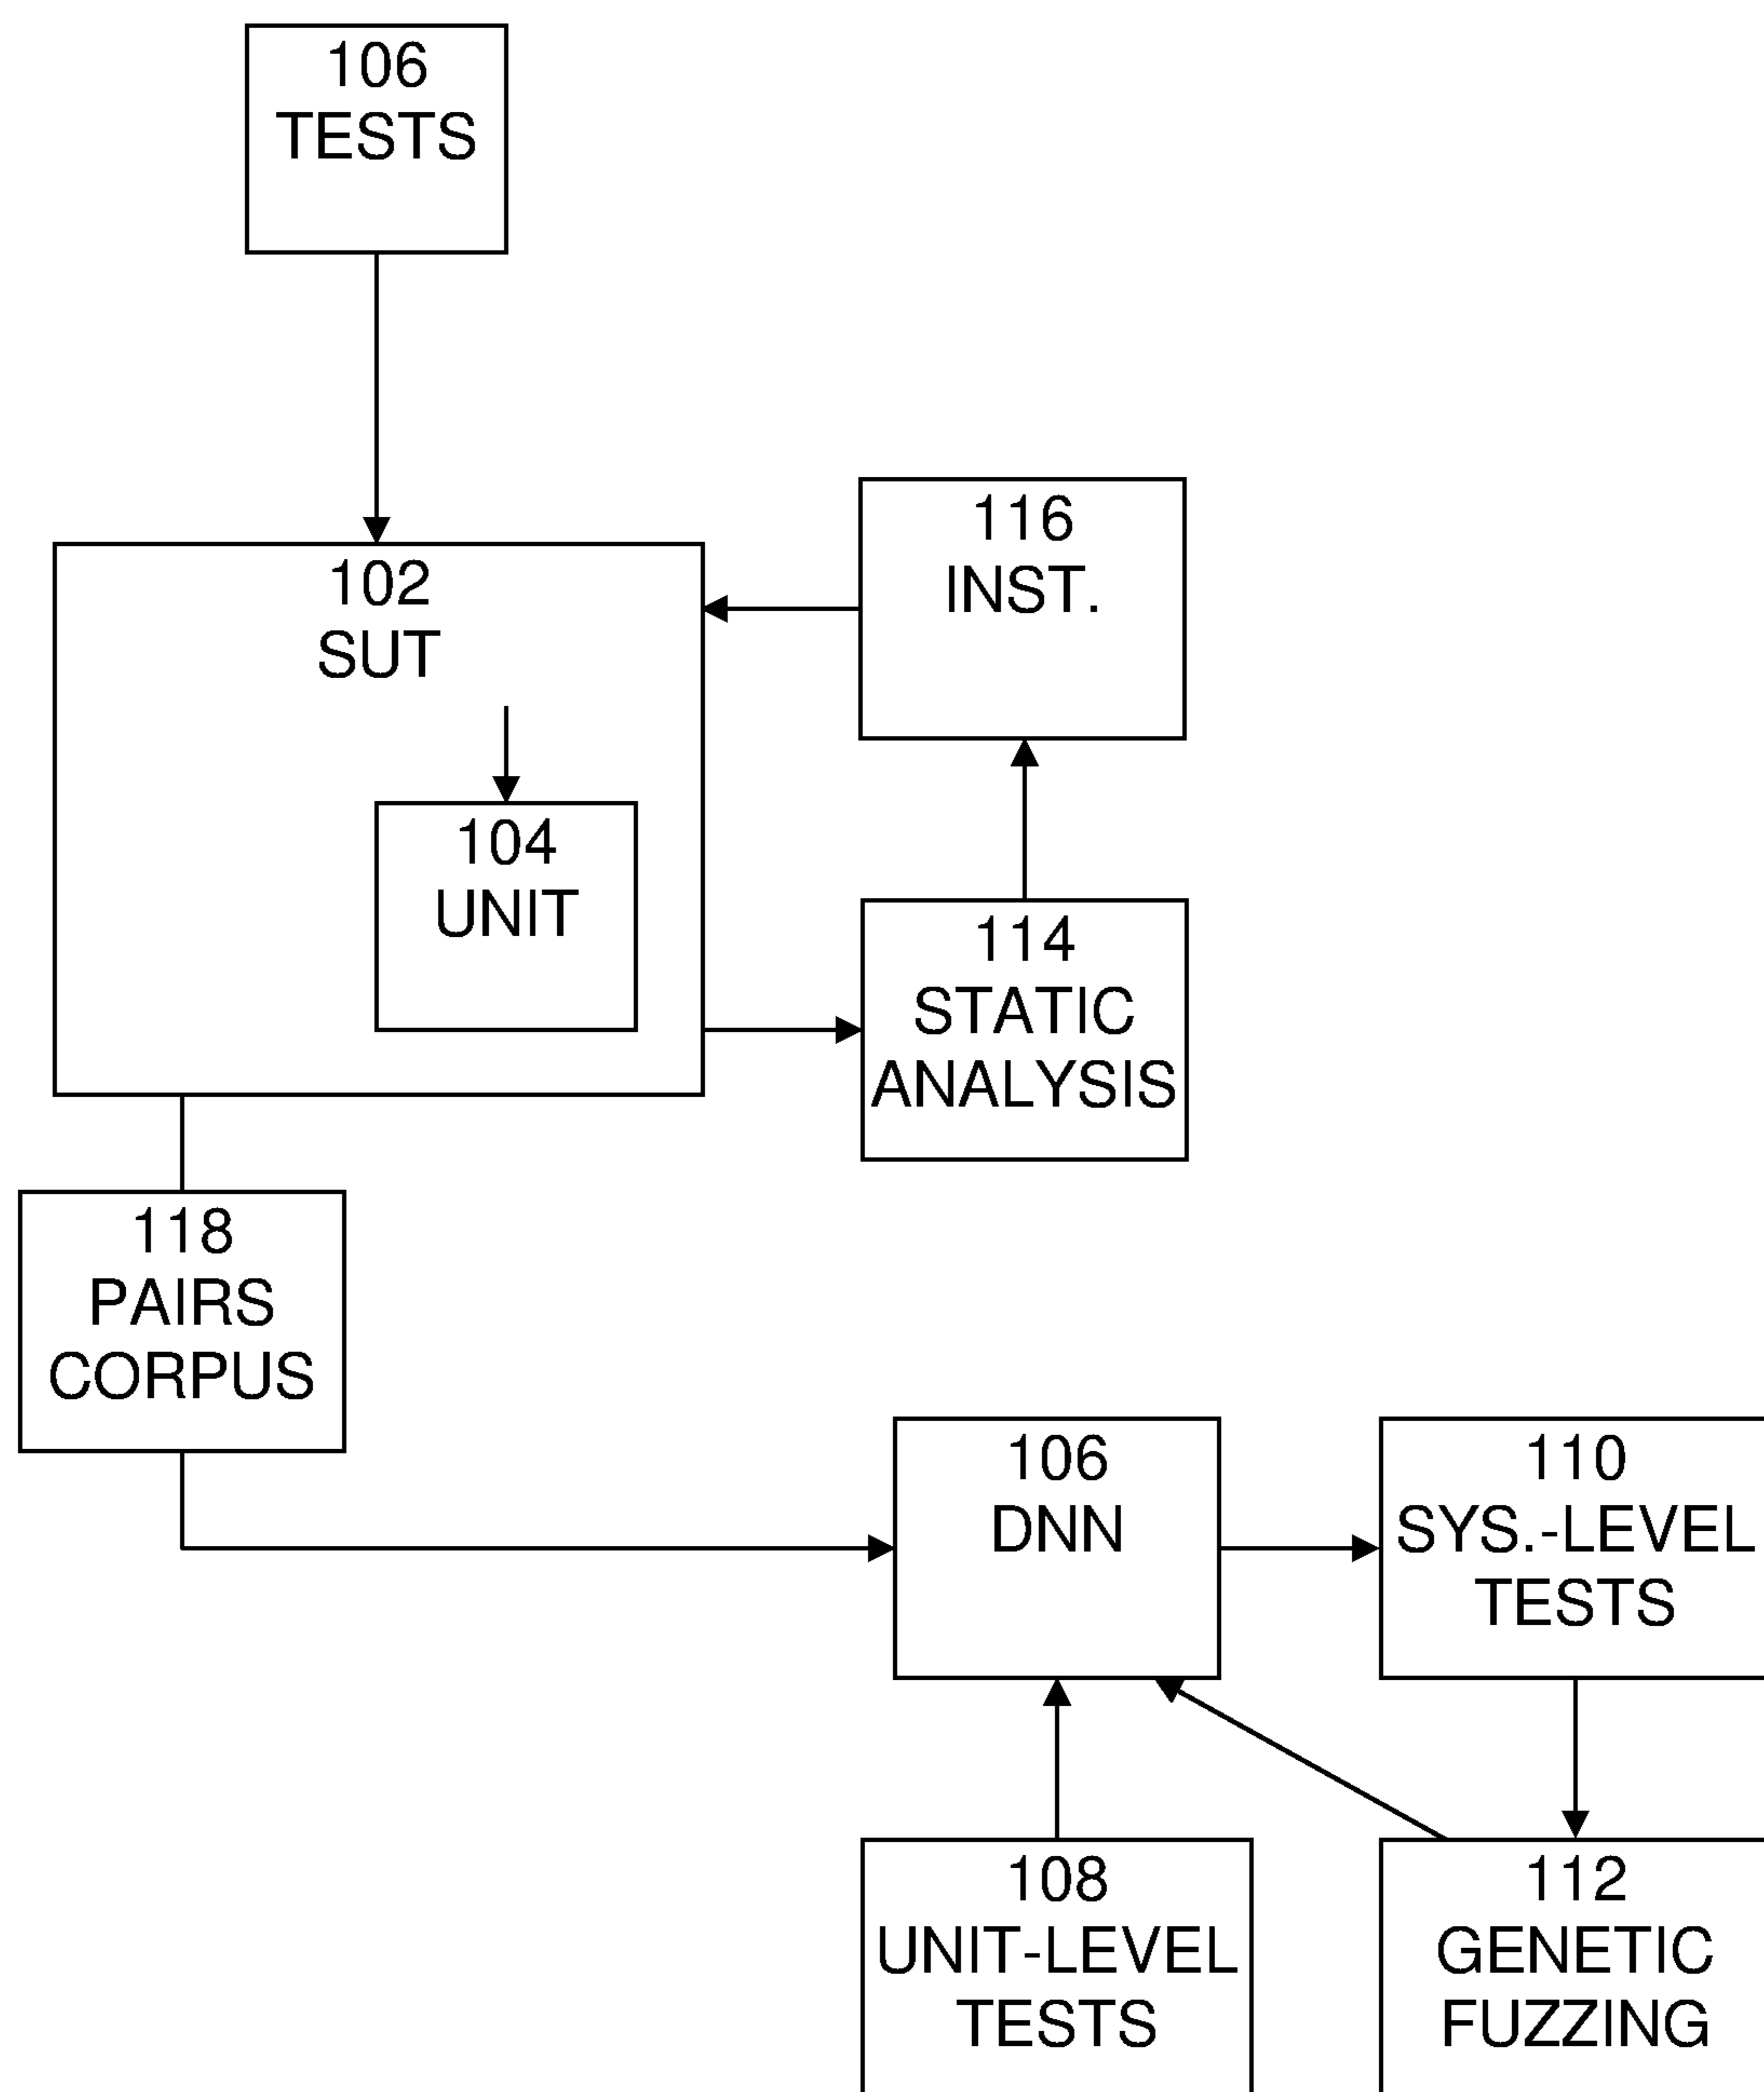 106
TESTS
102
SUT
116
INST.
104
UNIT
114
STATIC
ANALYSIS
118
PAIRS
CORPUS
106
DNN
110
SYS.-LEVEL
TESTS
108
UNIT-LEVEL
TESTS
112
GENETIC
FUZZING